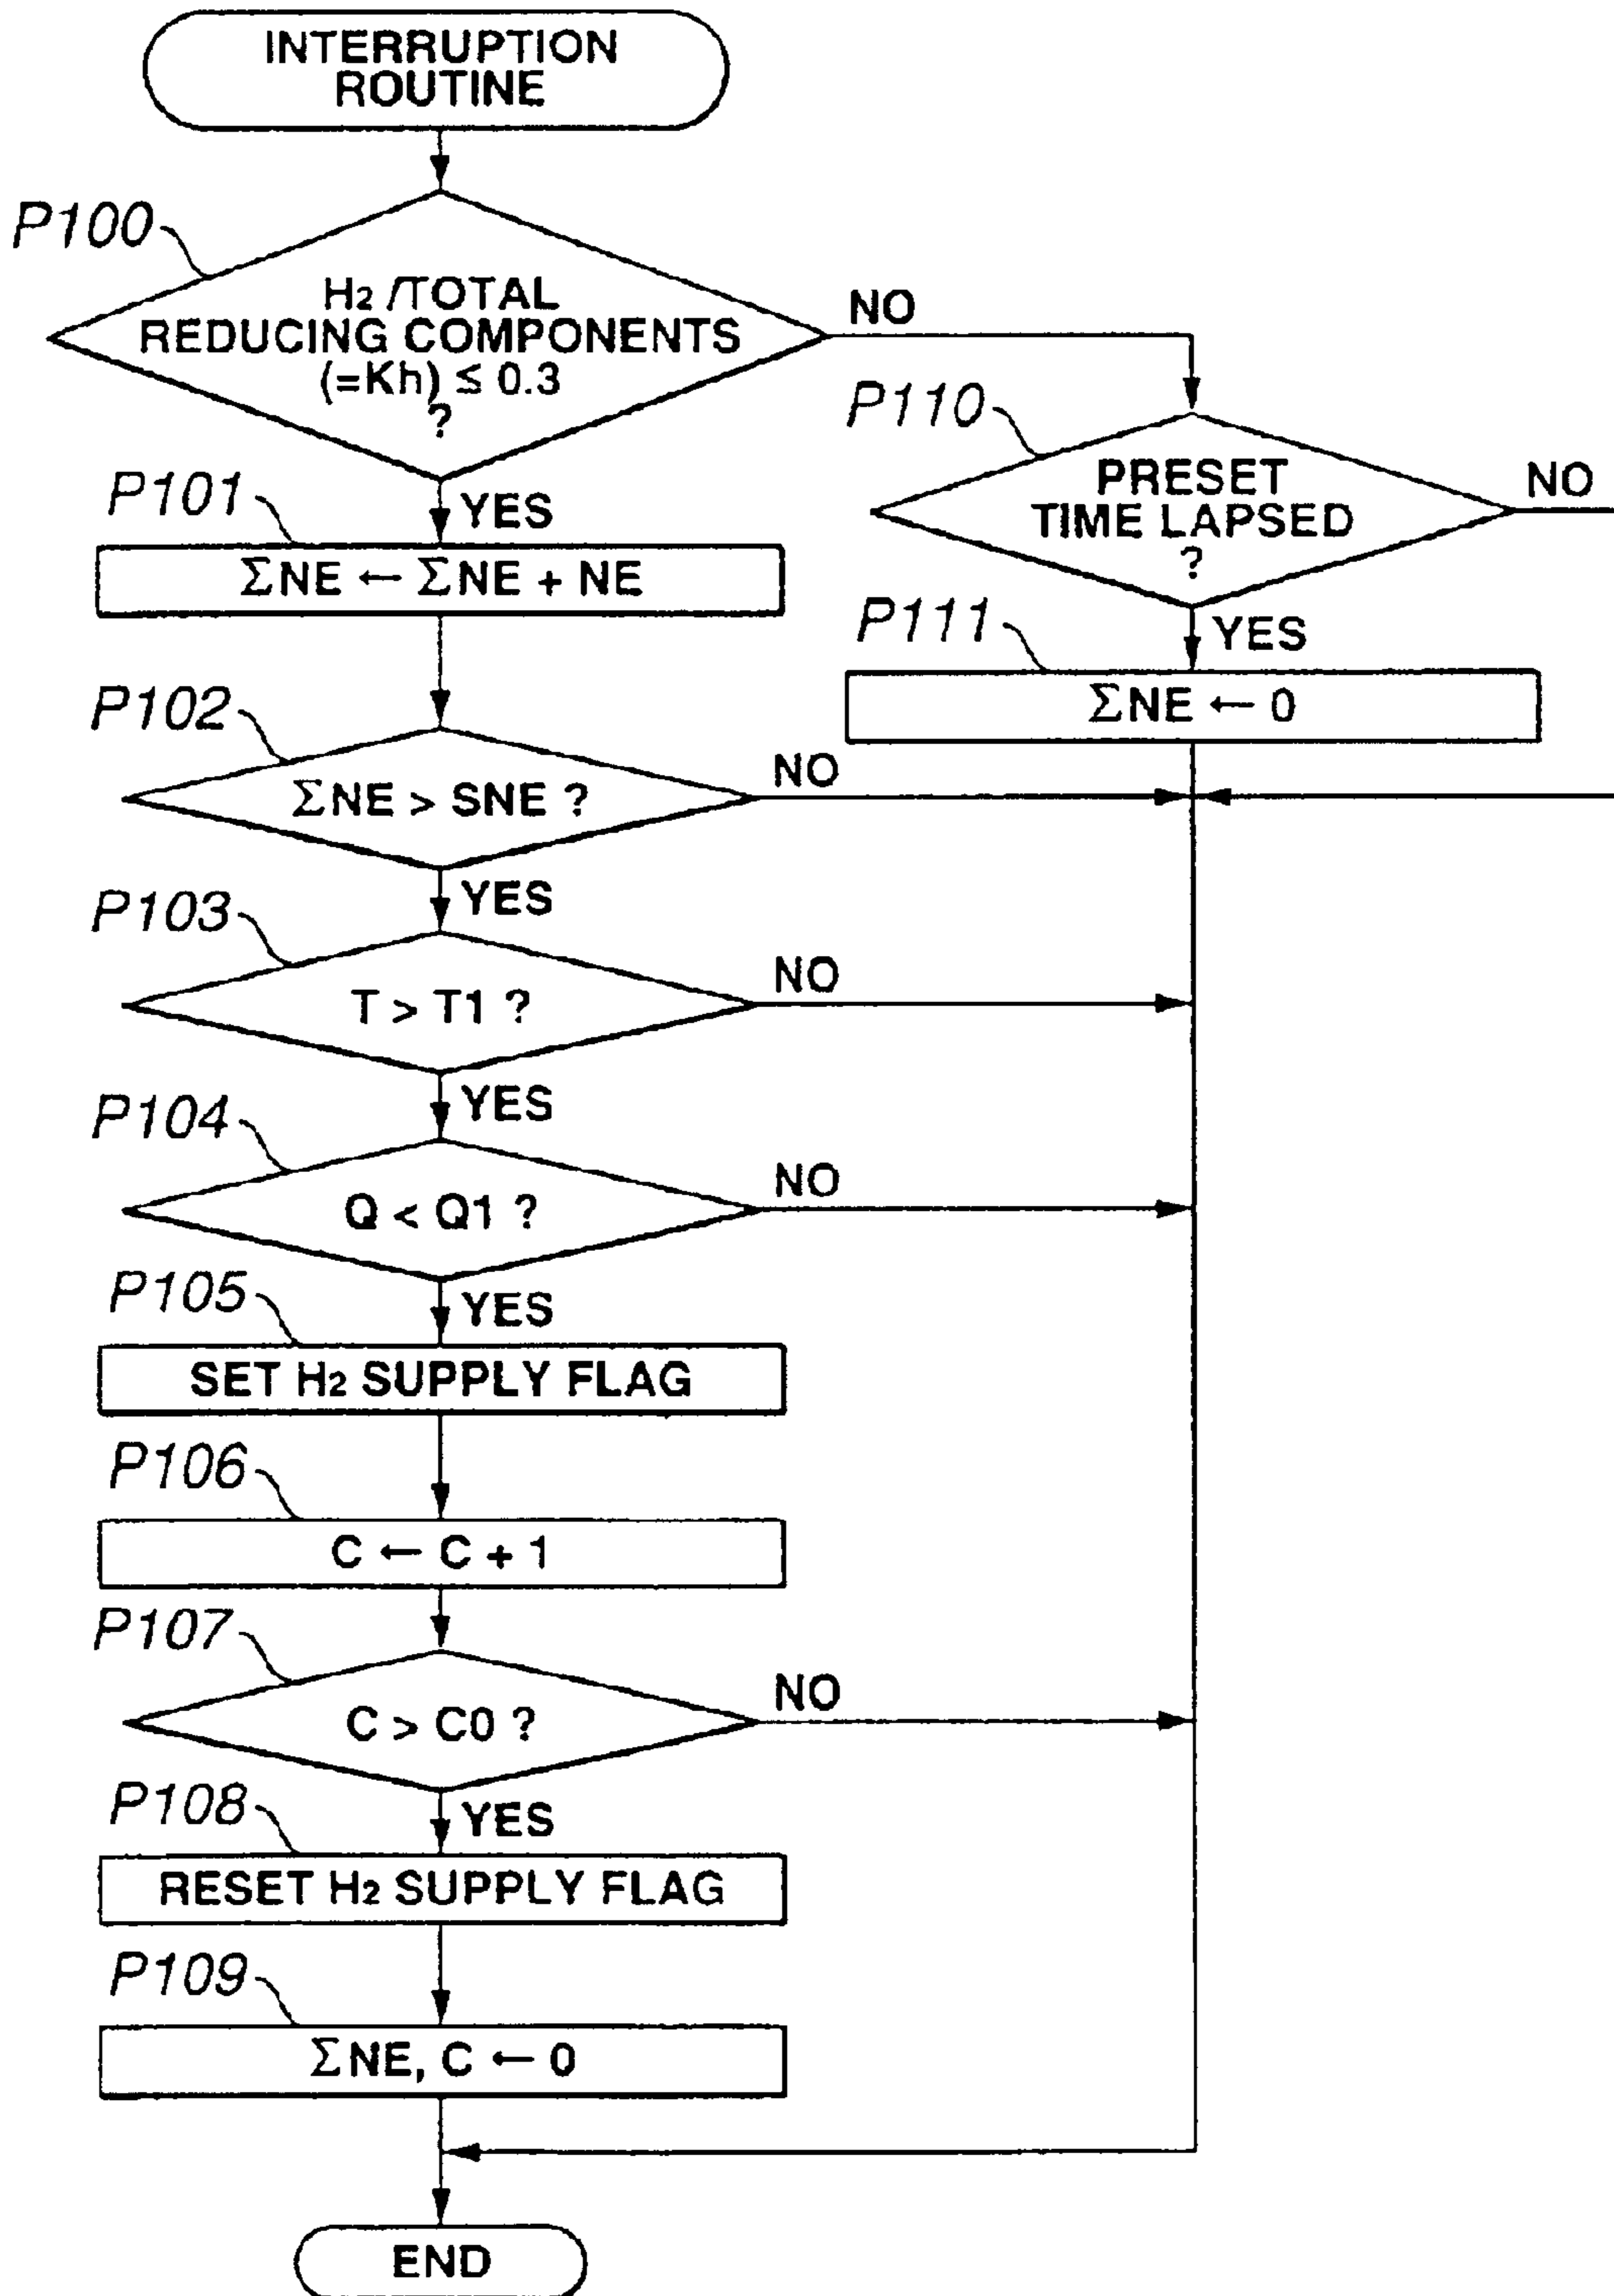 INTERRUPTION
ROUTINE
P100
H2 /TOTAL
REDUCING COMPONENTS
(=Kh) ≤ 0.3
?
NO
YES
P110
PRESET
TIME LAPSED
?
NO
YES
P101
ΣNE ← ΣNE + NE
P111
ΣNE ← 0
P102
ΣNE > SNE ?
NO
YES
P103
T > T1 ?
NO
YES
P104
Q < Q1 ?
NO
YES
P105
SET H2 SUPPLY FLAG
P106
C ← C + 1
P107
C > C0 ?
NO
YES
P108
RESET H2 SUPPLY FLAG
P109
ΣNE, C ← 0
END